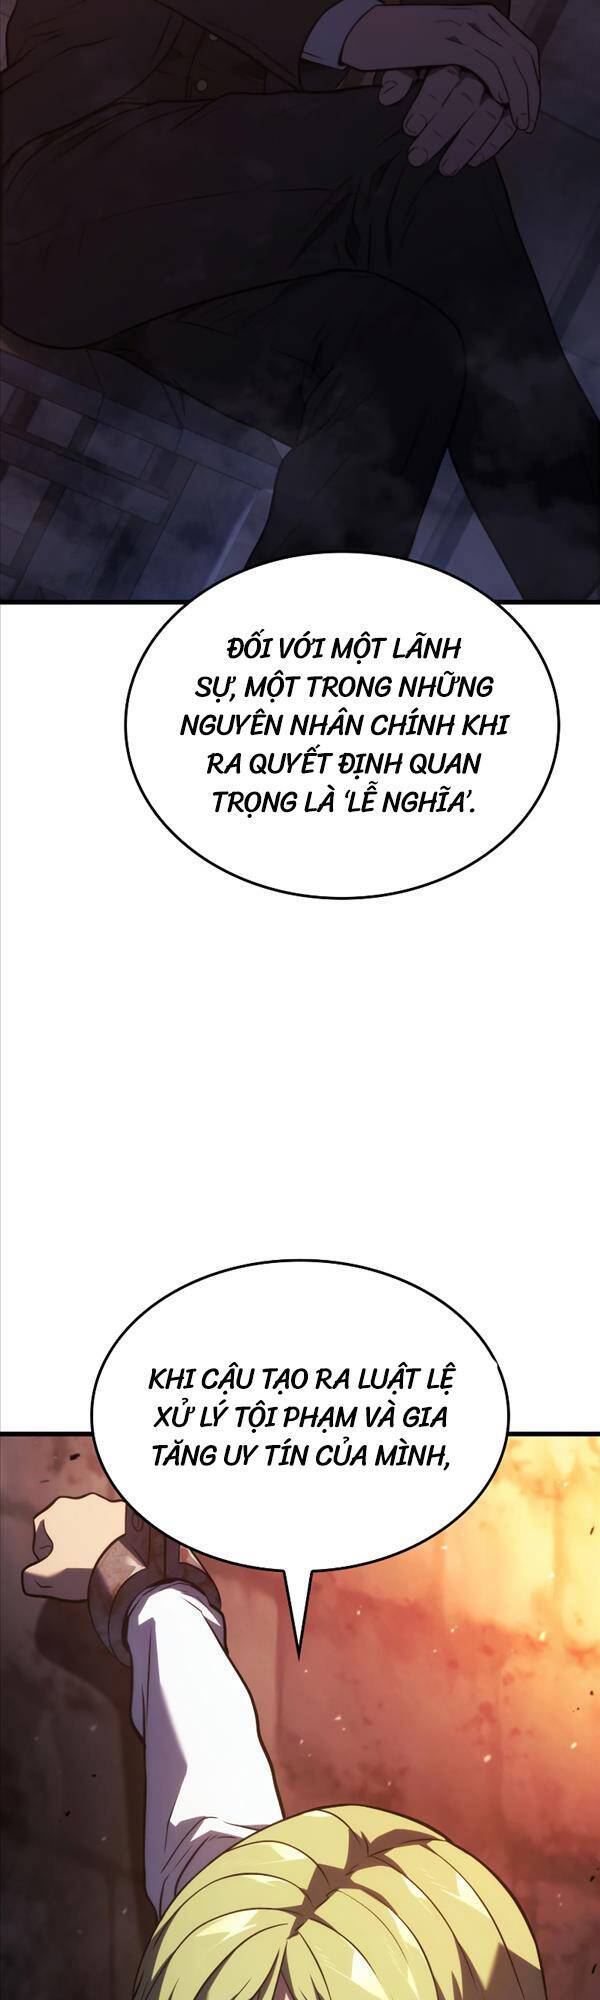 ĐỐI VỚI MỘT LÃNH
SỰ, MỘT TRONG NHỮNG
NGUYÊN NHÂN CHÍNH KHI
RA QUYẾT ĐỊNH QUAN
TRỌNG LÀ 'LỄ NGHĨA'.
KHI CẬU TẠO RA LUẬT LỆ
XỬ LÝ TỘI PHẠM VÀ GIA
TĂNG UY TÍN CỦA MÌNH,